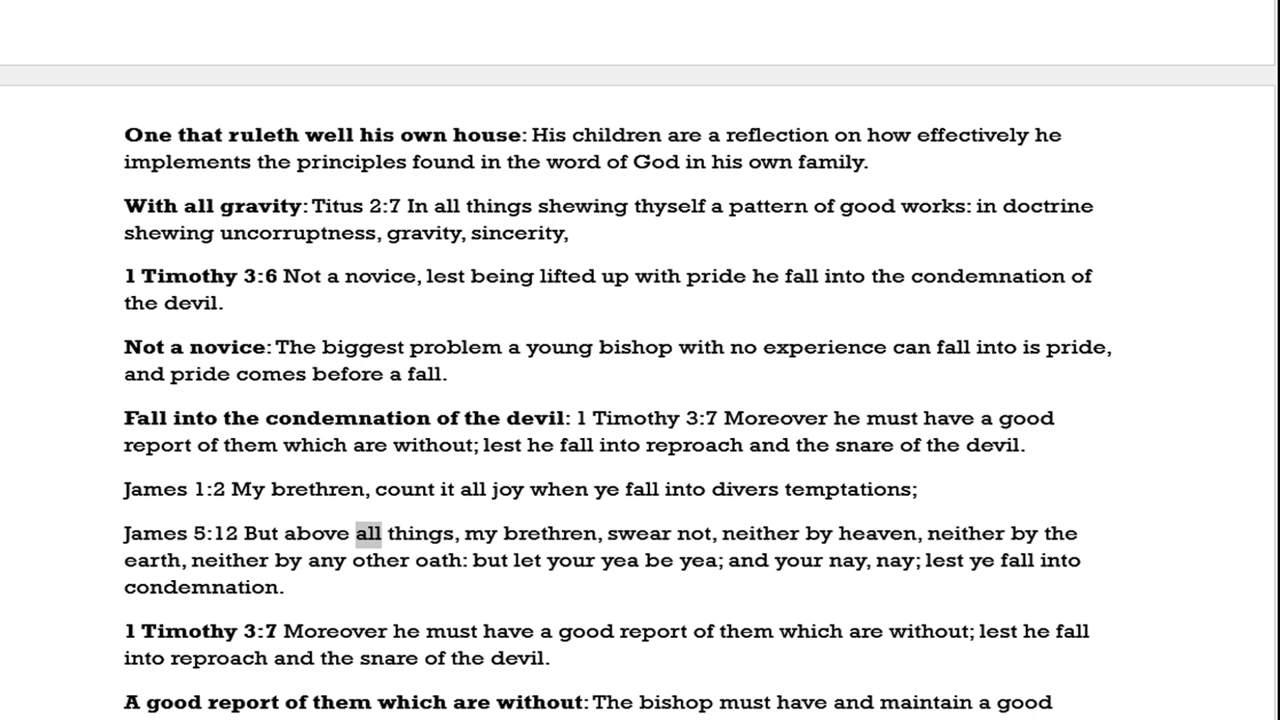 One that ruleth well his own house: His children are a reflection on how effectively he
implements the principles found in the word of God in his own family.
With all gravity: Titus 2:7 In all things shewing thyself a pattern of good works: in doctrine
shewing uncorruptness, gravity, sincerity,
1 Timothy 3:6 Not a novice, lest being lifted up with pride he fall into the condemnation of
the devil.
Not a novice: The biggest problem a young bishop with no experience can fall into is pride,
and pride comes before a fall.
Fall into the condemnation of the devil: 1 Timothy 3:7 Moreover he must have a good
report of them which are without; lest he fall into reproach and the snare of the devil.
James 1:2 My brethren, count it all joy when ye fall into divers temptations;
James 5:12 But above all things, my brethren, swear not, neither by heaven, neither by the
earth, neither by any other oath: but let your yea be yea; and your nay, nay; lest ye fall into
condemnation.
1 Timothy 3:7 Moreover he must have a good report of them which are without; lest he fall
into reproach and the snare of the devil.
A good report of them which are without: The bishop must have and maintain a good